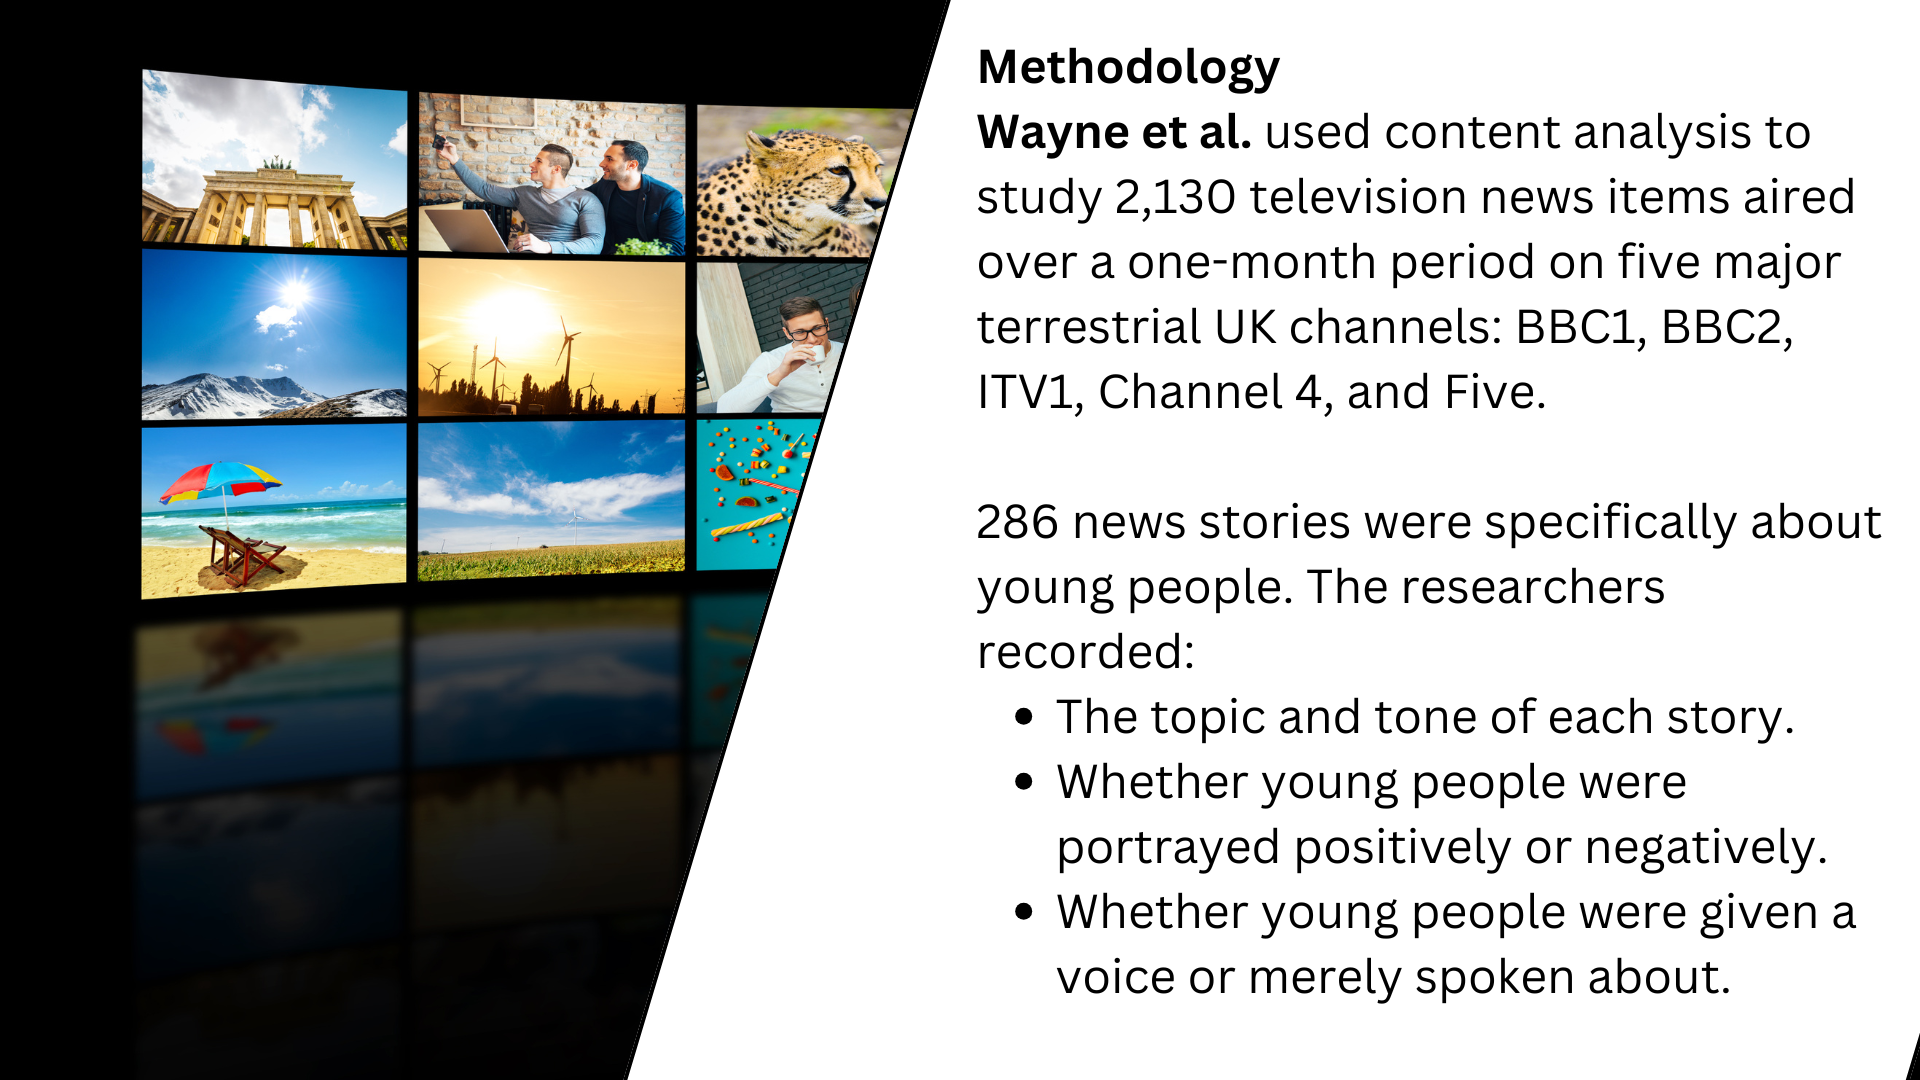 Methodology
Wayne et al. used content analysis to
study 2,130 television news items aired
over a one-month period on five major
terrestrial UK channels: BBC1, BBC2,
ITV1, Channel 4, and Five.
286 news stories were specifically about
young people. The researchers
recorded:
• The topic and tone of each story.
• Whether young people were
portrayed positively or negatively.
• Whether young people were given a
voice or merely spoken about.